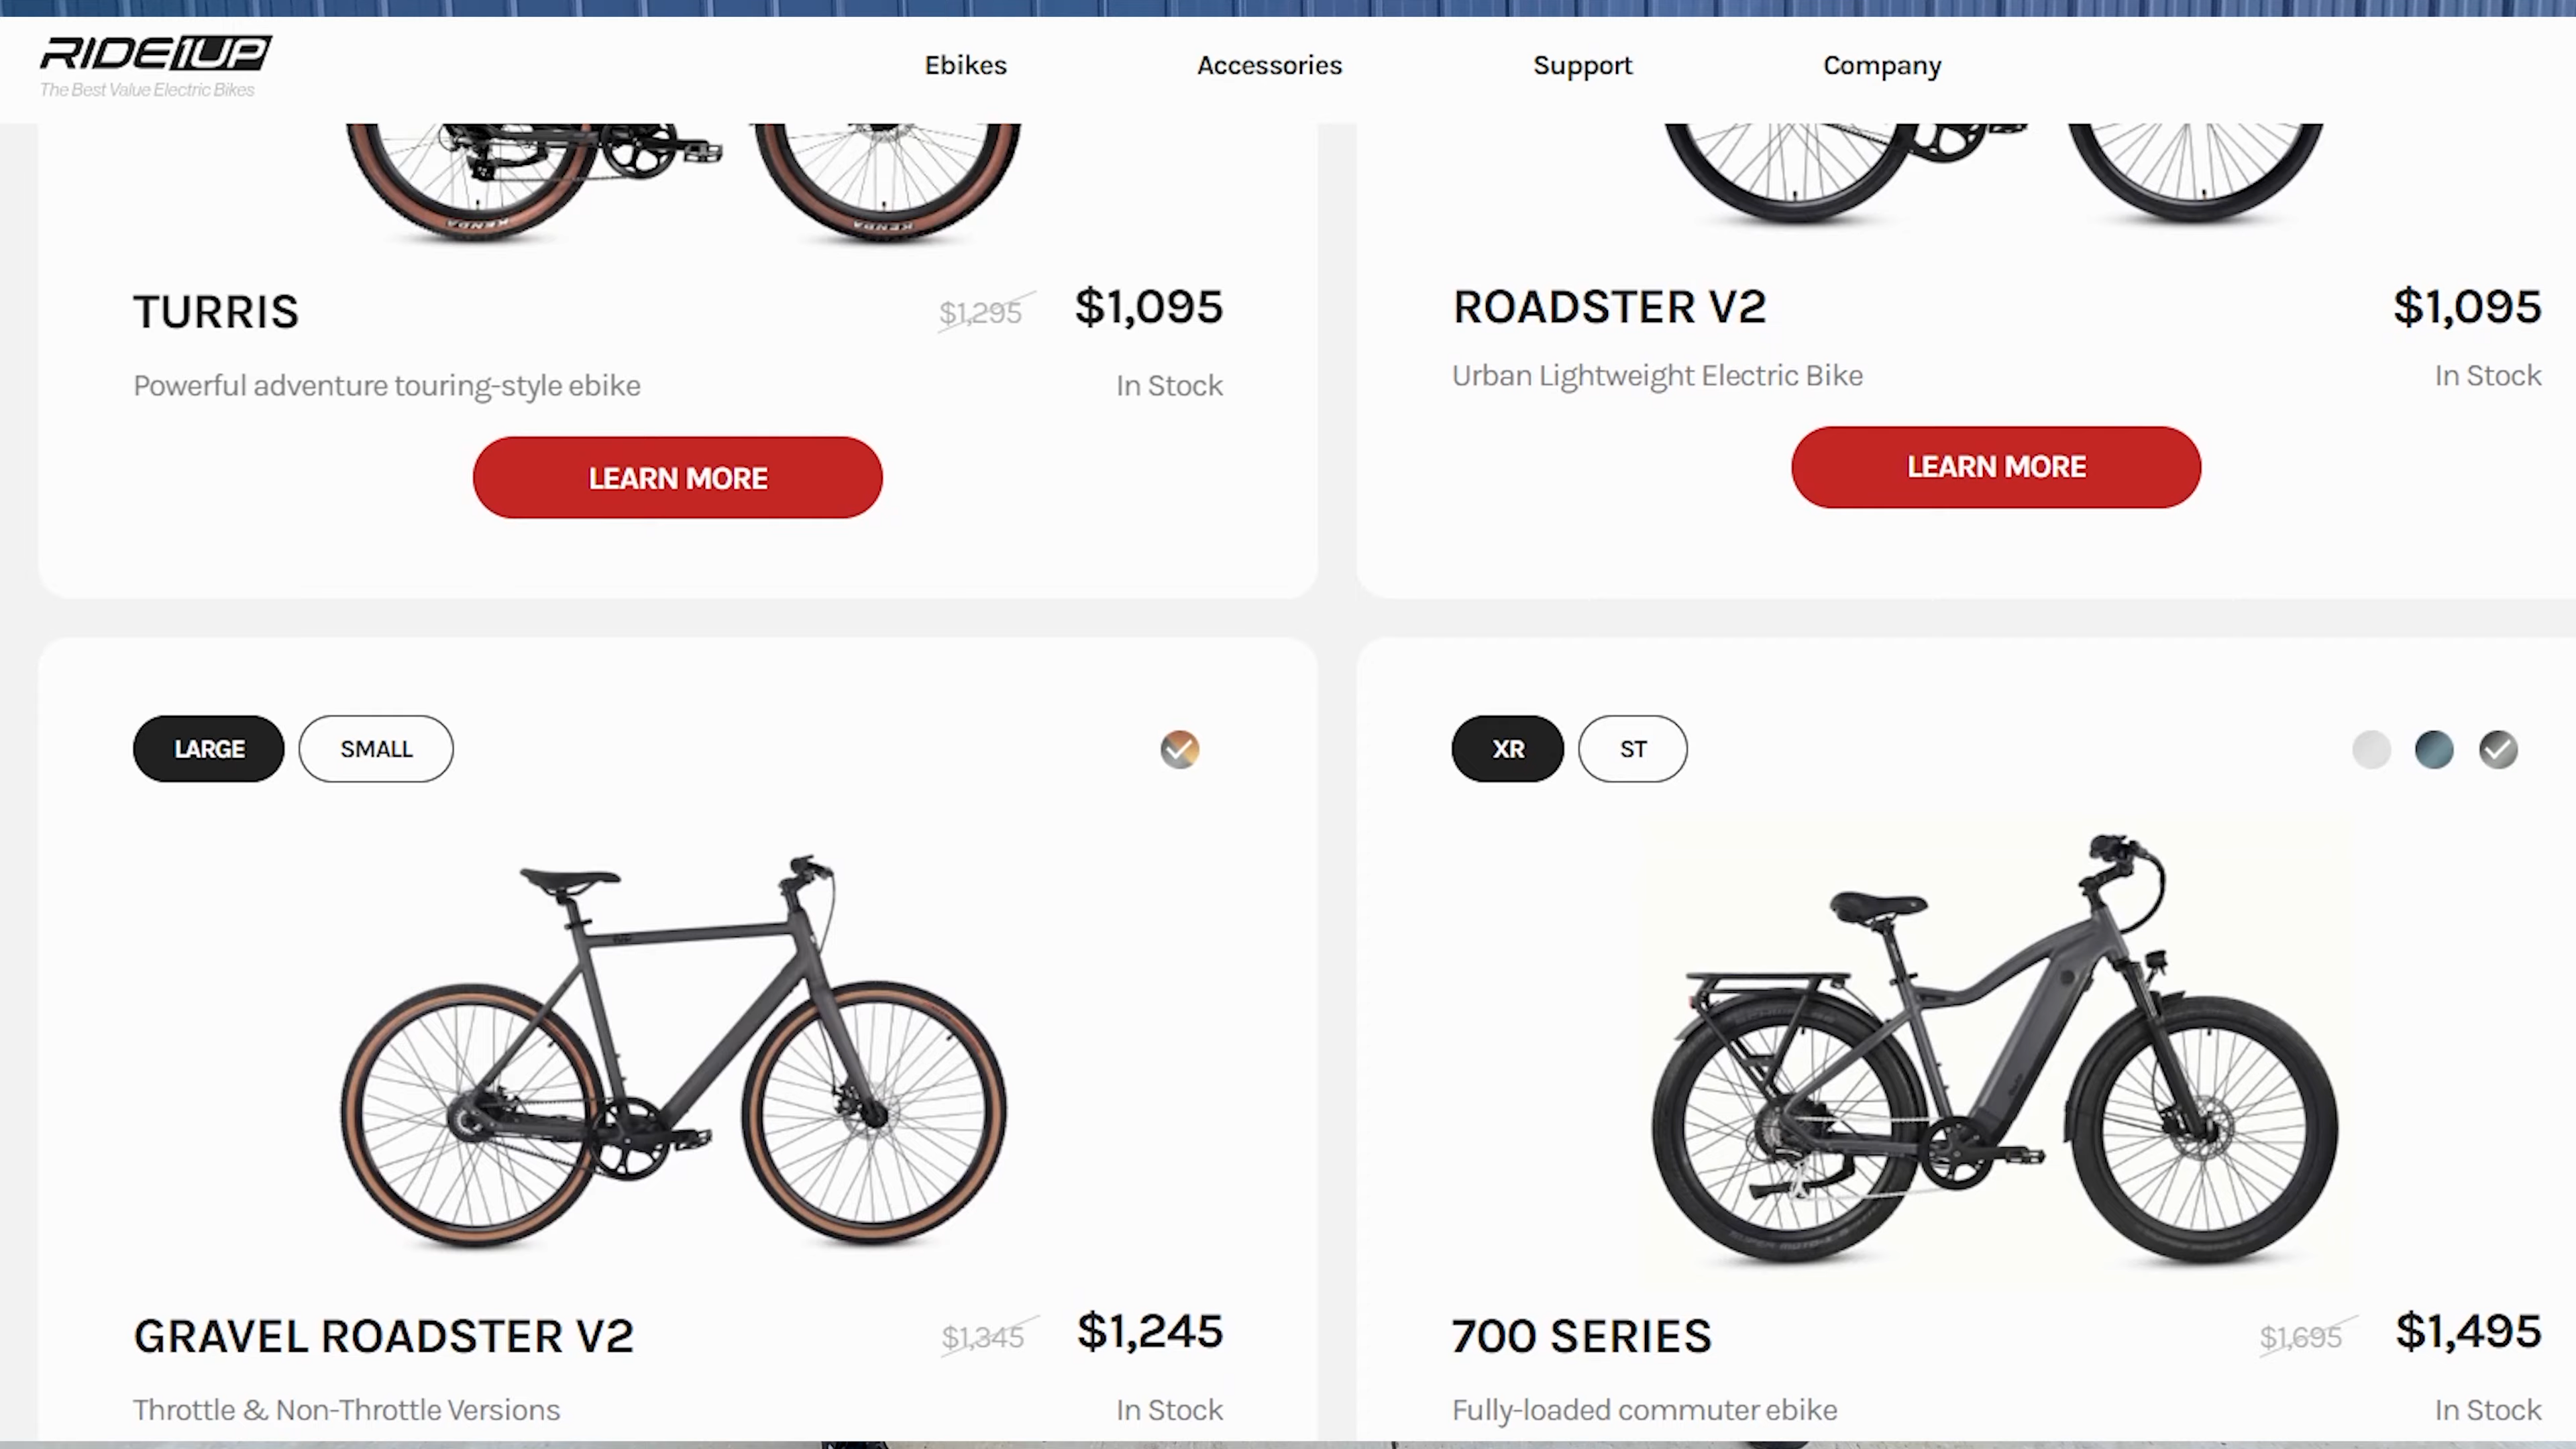 RIDE1UP
The Best Value Electric Bikes
Ebikes
Accessories
Support
Company
KENDA
KENDA
TURRIS
$1,295
$1,095
Powerful adventure touring-style ebike
In Stock
LEARN MORE
ROADSTER V2
$1,095
Urban Lightweight Electric Bike
In Stock
LEARN MORE
LARGE
SMALL
GRAVEL ROADSTER V2
$1,345
$1,245
Throttle & Non-Throttle Versions
In Stock
XR
ST
700 SERIES
$1,695
$1,495
Fully-loaded commuter ebike
In Stock